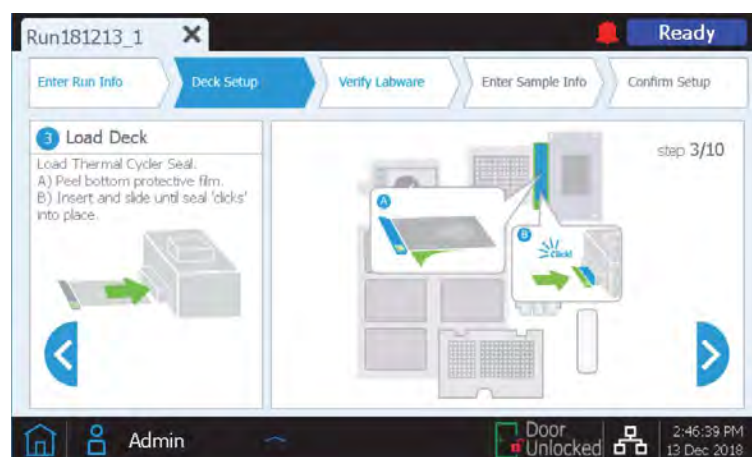 Run181213_1
Ready
Enter Run Info
Deck Setup
Verify Labware
Enter Sample Info
Confirm Setup
3 Load Deck
Load Thermal Cycler Seal.
A) Peel bottom protective film.
B) Insert and slide until seal 'clicks'
into place.
step 3/10
A
B
Click!
Admin
Door
Unlocked
2:46:39 PM
13 Dec 2018